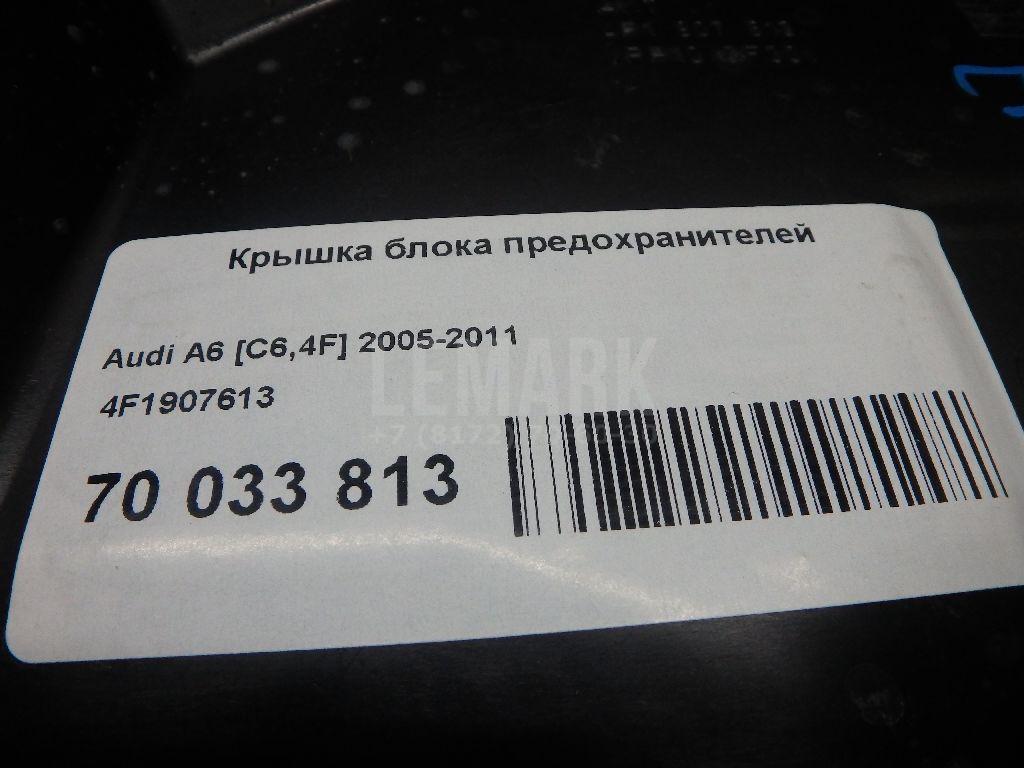 Крышка блока предохранителей
Audi A6 [C6,4F] 2005-2011
4F1907613
LEMARK
70 033 813